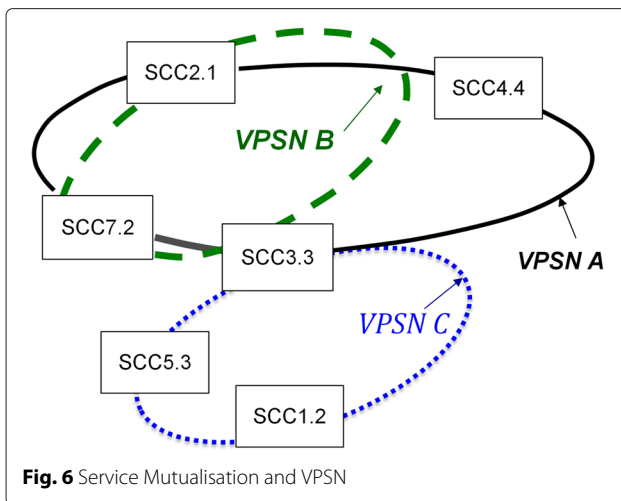 SCC2.1
SCC4.4
VPSN B
SCC7.2
SCC3.3
VPSN A
VPSN C
SCC5.3
SCC1.2
Fig. 6 Service Mutualisation and VPSN